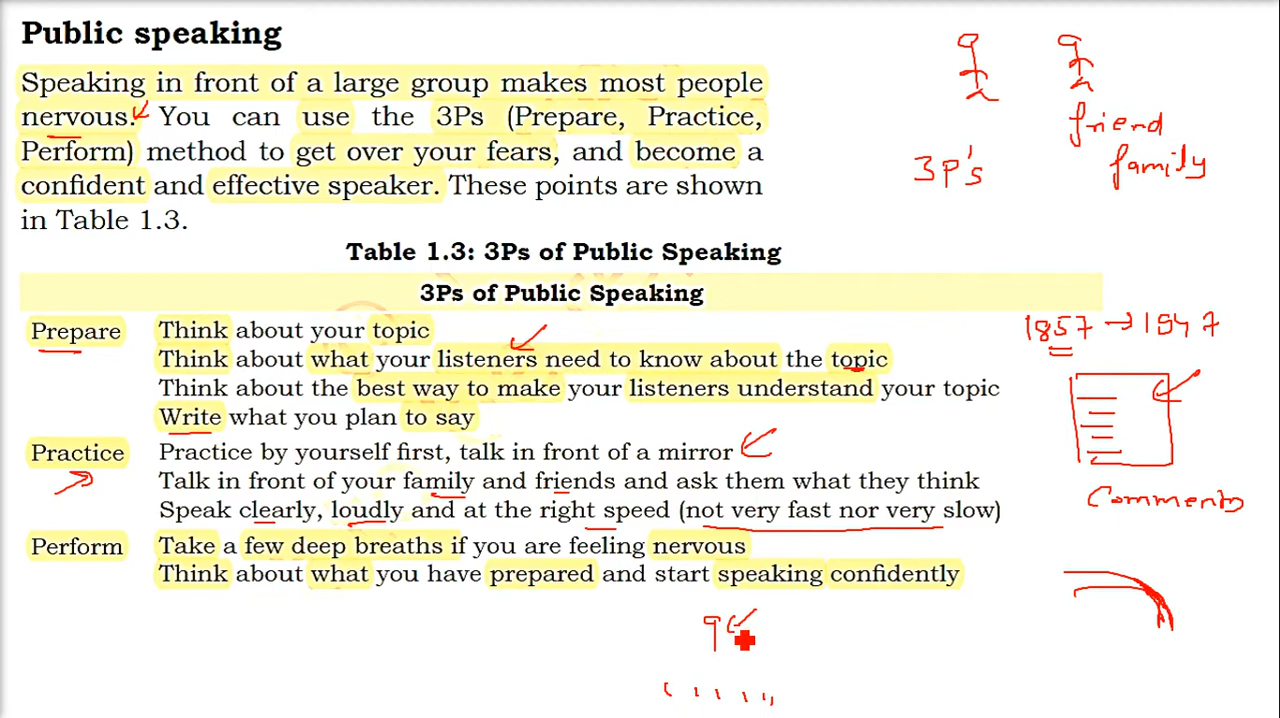 Public speaking
Speaking in front of a large group makes most people
nervous. You can use the 3Ps (Prepare, Practice,
Perform) method to get over your fears, and become a
confident and effective speaker. These points are shown
in Table 1.3.
friend
family
3P's
Table 1.3: 3Ps of Public Speaking
3Ps of Public Speaking
Prepare Think about your topic
Think about what your listeners need to know about the topic
Think about the best way to make your listeners understand your topic
Write what you plan to say
1857 → 1947
Practice Practice by yourself first, talk in front of a mirror
Talk in front of your family and friends and ask them what they think
Speak clearly, loudly and at the right speed (not very fast nor very slow)
Comments
Perform Take a few deep breaths if you are feeling nervous
Think about what you have prepared and start speaking confidently